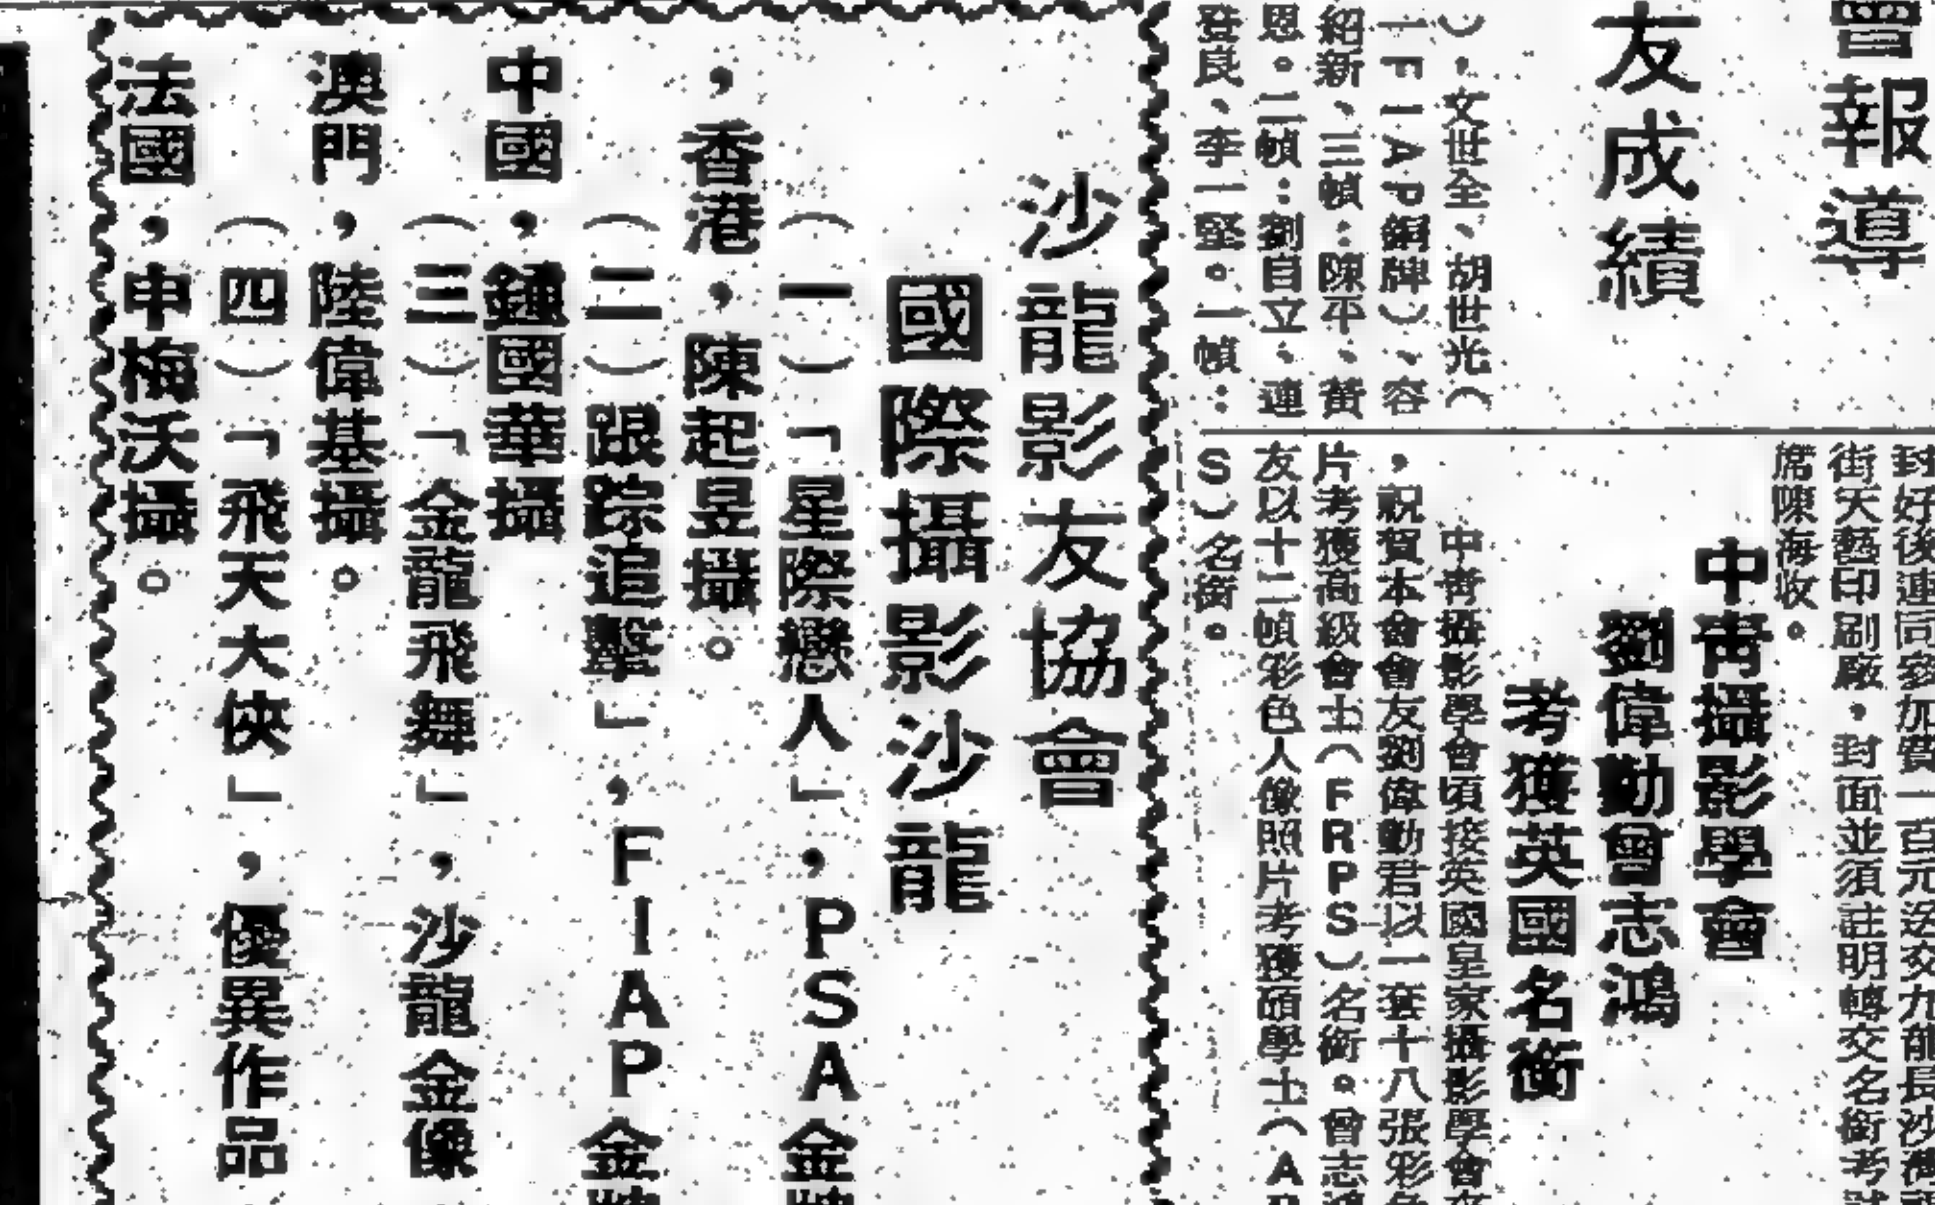 會報導
友成績
)，文世全、胡世光(
FIAP銅牌)，容
紹新、三幀：陳平、黃
恩。二幀：劉自立、連
登良、李一堅。一幀：
封好後連同參加費一百元送交九龍長沙灣
街天藝印刷廠，封面並須註明轉交名銜考
席陳海收。
中青攝影學會
劉偉勤曾志鴻
考獲英國名銜
中青攝影學會頃接英國皇家攝影學會
，祝賀本會會友劉偉勤君以一套十八張彩色
片考獲高級會士(FRPS)名銜。曾志鴻
友以十二幀彩色人像照片考獲碩學士(A
S)名銜。
沙龍影友協會
國際攝影沙龍
(一)「星際戀人」，PSA金牌
，香港，陳起昱攝。
(二)跟踪追擊」，FIAP金牌
中國，鍾國華攝
(三)「金龍飛舞」，沙龍金像
澳門，陸偉基攝。
(四)「飛天大俠」，優異作品
法國，申梅沃攝。